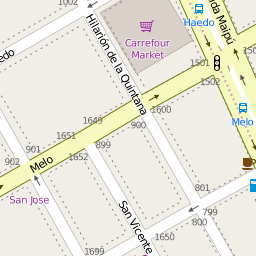 1002
Haedo
da Maipú
edo
Hilarión de la Quintana
Carrefour
Market
1501
1502
1649
1600
Melo
1651
900
901
899
902
Melo
1652
San Jose
801
San Vicente
799
800
1699
1650